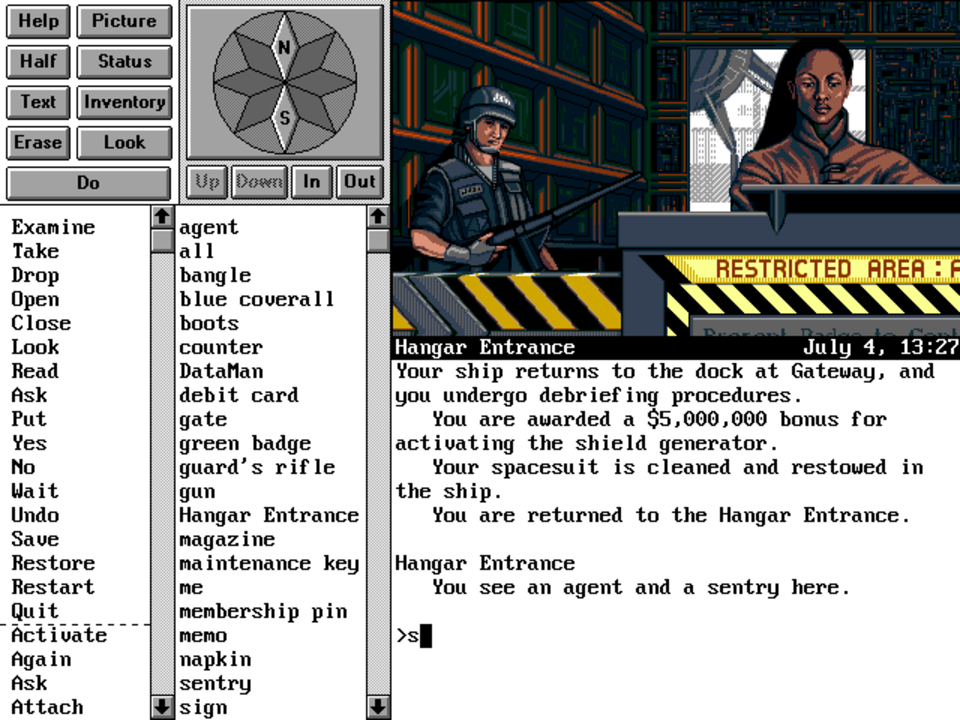 Help Picture
Half Status
Text Inventory
Erase Look
Do
N
S
Up Down In Out
Examine
Take
Drop
Open
Close
Look
Read
Ask
Put
Yes
No
Wait
Undo
Save
Restore
Restart
Quit
Activate
Again
Ask
Attach
agent
all
bangle
blue coverall
boots
counter
DataMan
debit card
gate
green badge
guard's rifle
gun
Hangar Entrance
magazine
maintenance key
me
membership pin
memo
napkin
sentry
sign
RESTRICTED AREA : A
Present Badge to Cont
Hangar Entrance July 4, 13:27
Your ship returns to the dock at Gateway, and
you undergo debriefing procedures.
You are awarded a $5,000,000 bonus for
activating the shield generator.
Your spacesuit is cleaned and restowed in
the ship.
You are returned to the Hangar Entrance.
Hangar Entrance
You see an agent and a sentry here.
>s